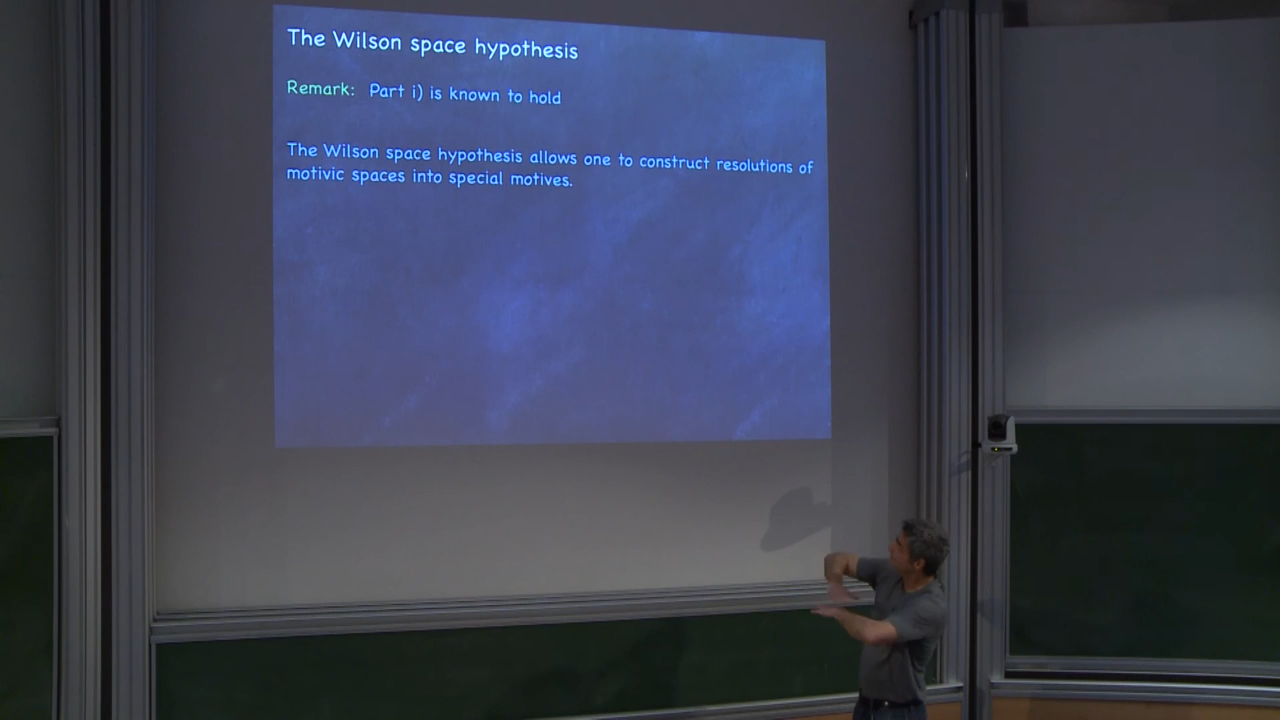 The Wilson space hypothesis
Remark: Part i) is known to hold
The Wilson space hypothesis allows one to construct resolutions of
motivic spaces into special motives.